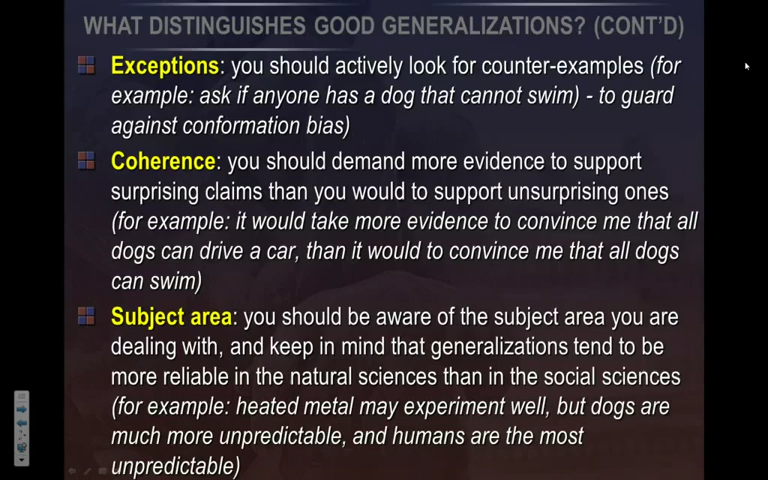 WHAT DISTINGUISHES GOOD GENERALIZATIONS? (CONT'D)
Exceptions: you should actively look for counter-examples (for
example: ask if anyone has a dog that cannot swim) - to guard
against conformation bias)
Coherence: you should demand more evidence to support
surprising claims than you would to support unsurprising ones
(for example: it would take more evidence to convince me that all
dogs can drive a car, than it would to convince me that all dogs
can swim)
Subject area: you should be aware of the subject area you are
dealing with, and keep in mind that generalizations tend to be
more reliable in the natural sciences than in the social sciences
(for example: heated metal may experiment well, but dogs are
much more unpredictable, and humans are the most
unpredictable)